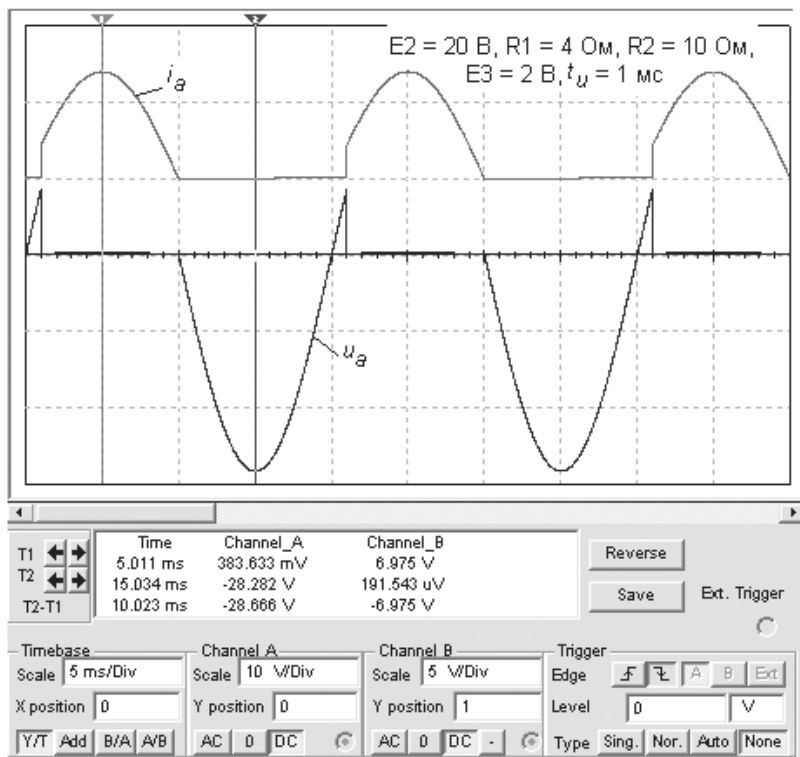 1 2
E2 = 20 В, R1 = 4 Ом, R2 = 10 Ом,
E3 = 2 В, tu = 1 мс
ia
ua
Time Channel_A Channel_B
T1 5.011 ms 383.633 mV 6.975 V
T2 15.034 ms -28.282 V 191.543 uV
T2-T1 10.023 ms -28.666 V -6.975 V
Reverse
Save
Ext. Trigger
Timebase
Scale 5 ms/Div
X position 0
Y/T Add B/A A/B
Channel A
Scale 10 V/Div
Y position 0
AC 0 DC
Channel B
Scale 5 V/Div
Y position 1
AC 0 DC -
Trigger
Edge A B Ext
Level 0 V
Type Sing. Nor. Auto None